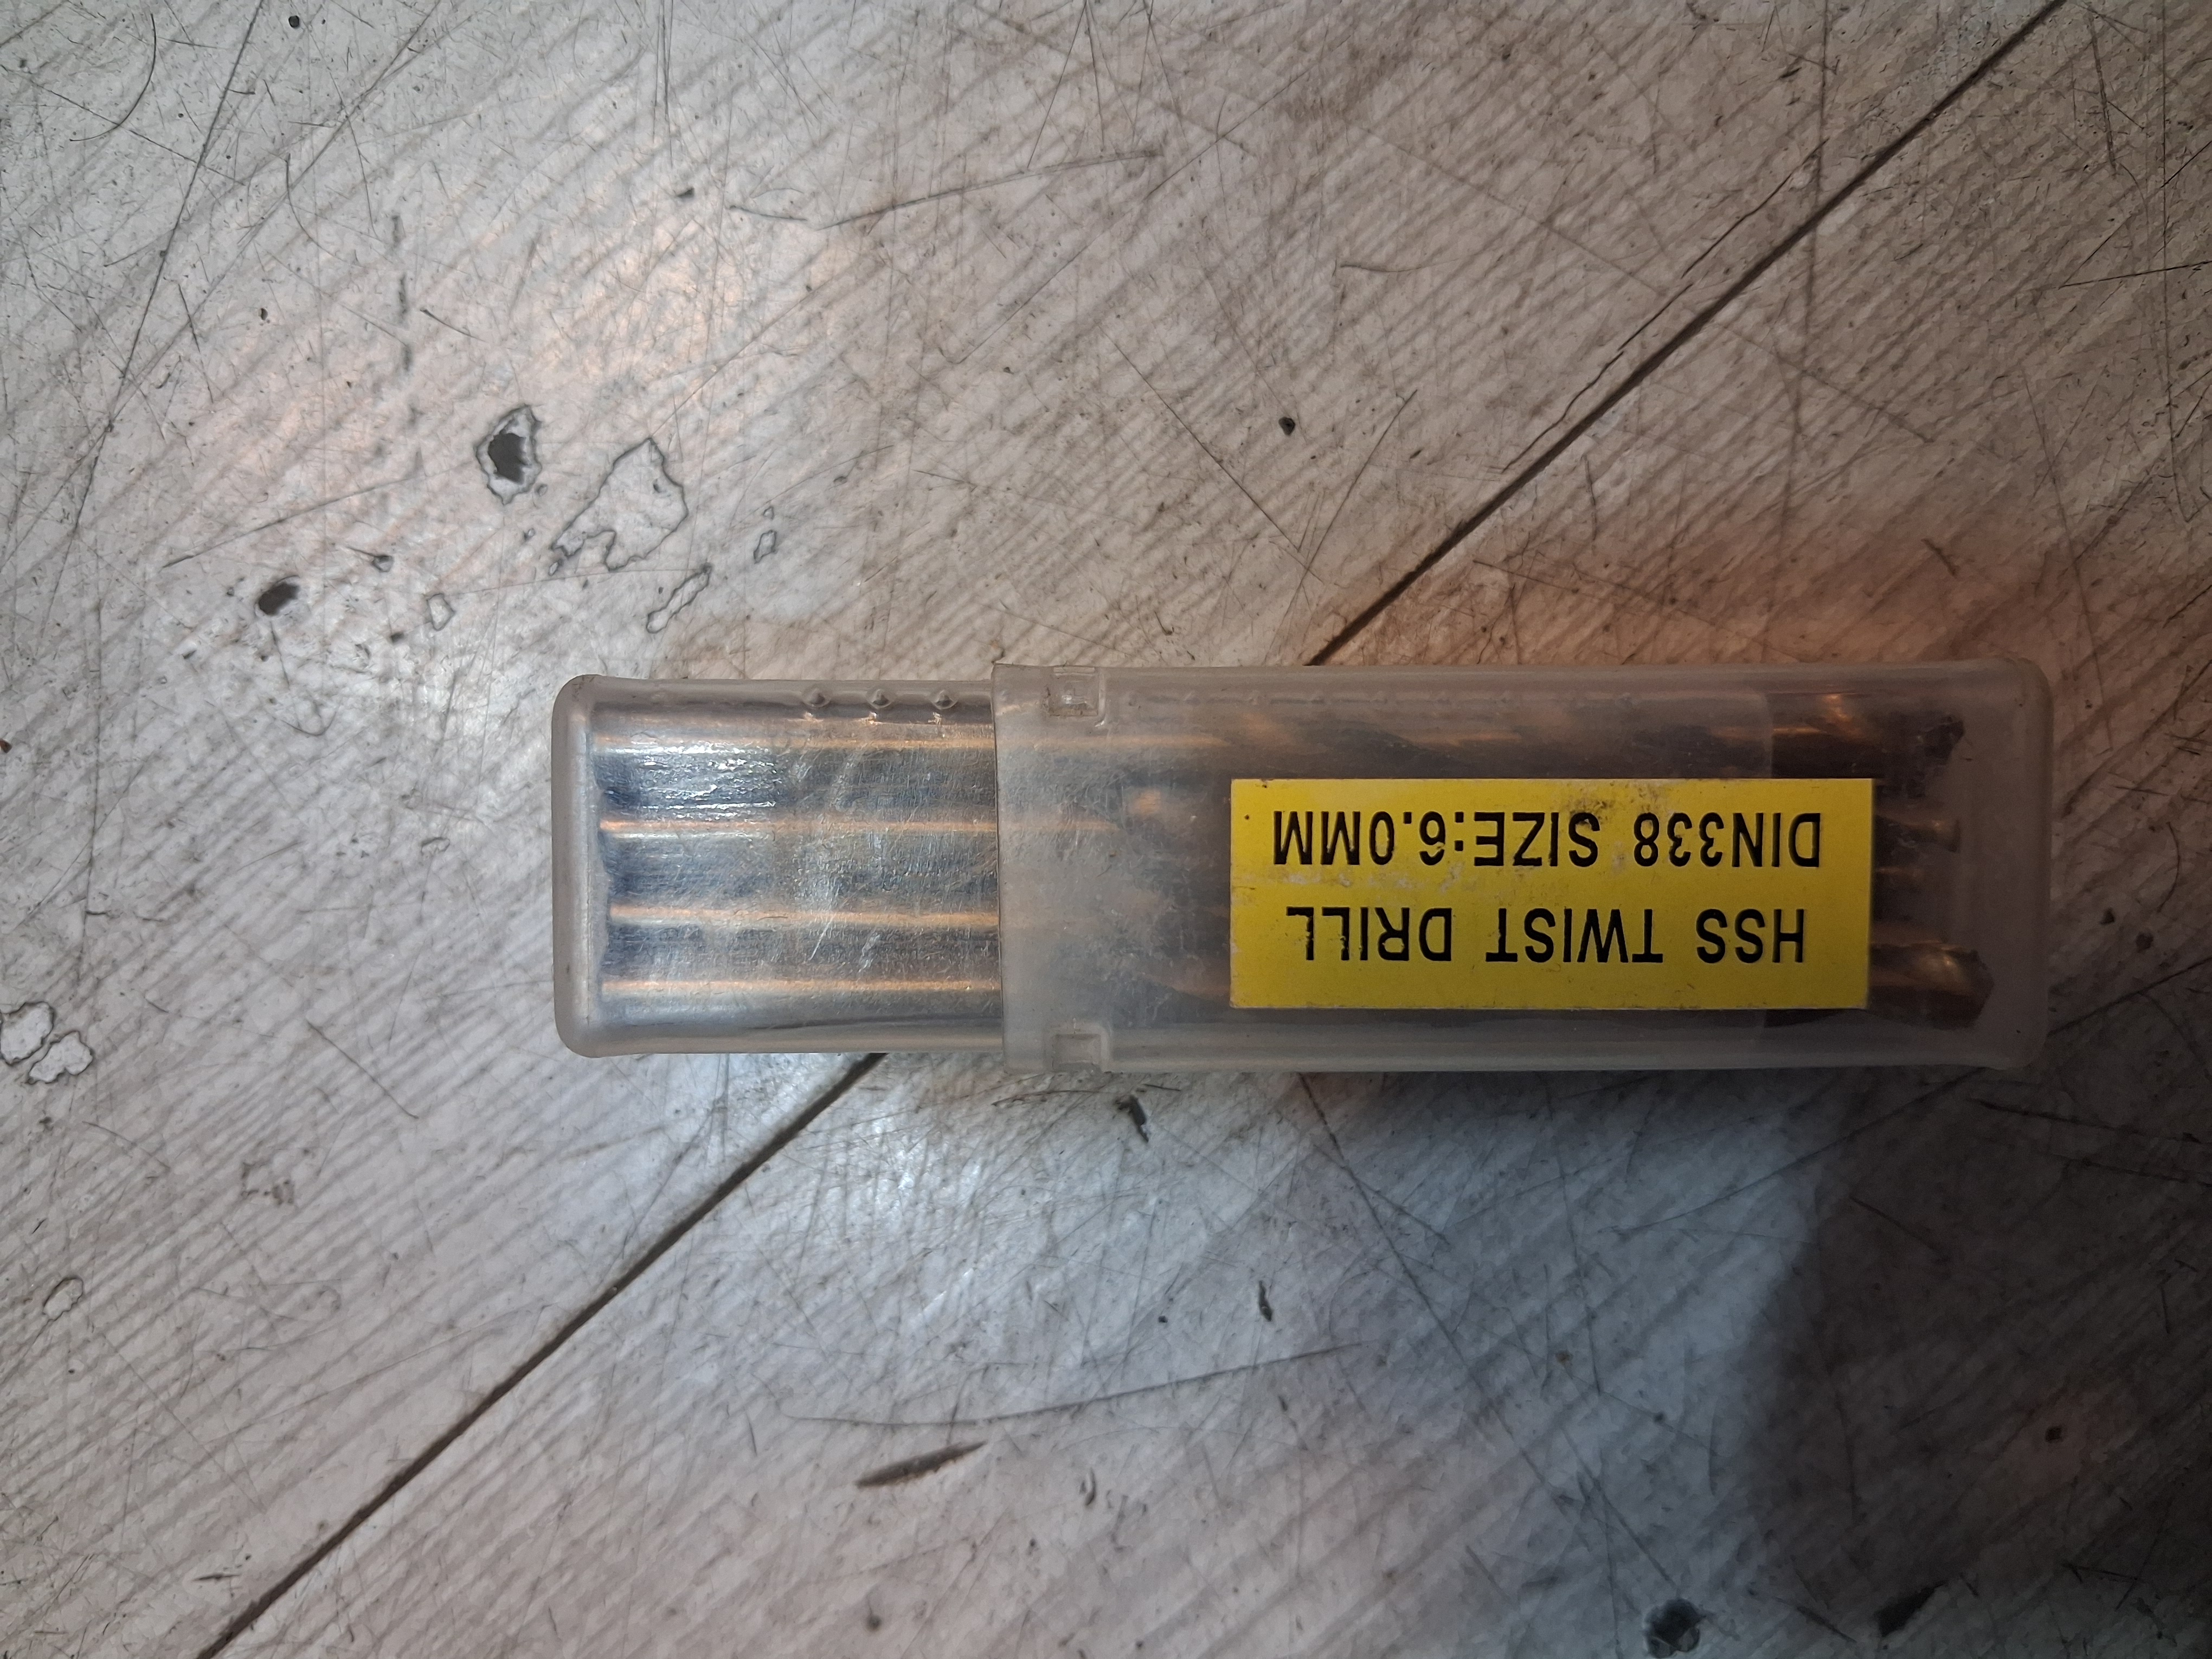 HSS TWIST DRILL
DIN338 SIZE:6.0MM